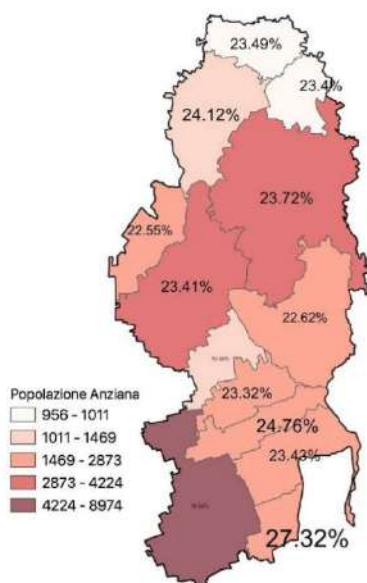 23.49%
23.4%
24.12%
23.72%
22.55%
23.41%
22.62%
Popolazione Anziana
956 - 1011
1011 - 1469
1469 - 2873
2873 - 4224
4224 - 8974
23.32%
24.76%
23.43%
27.32%